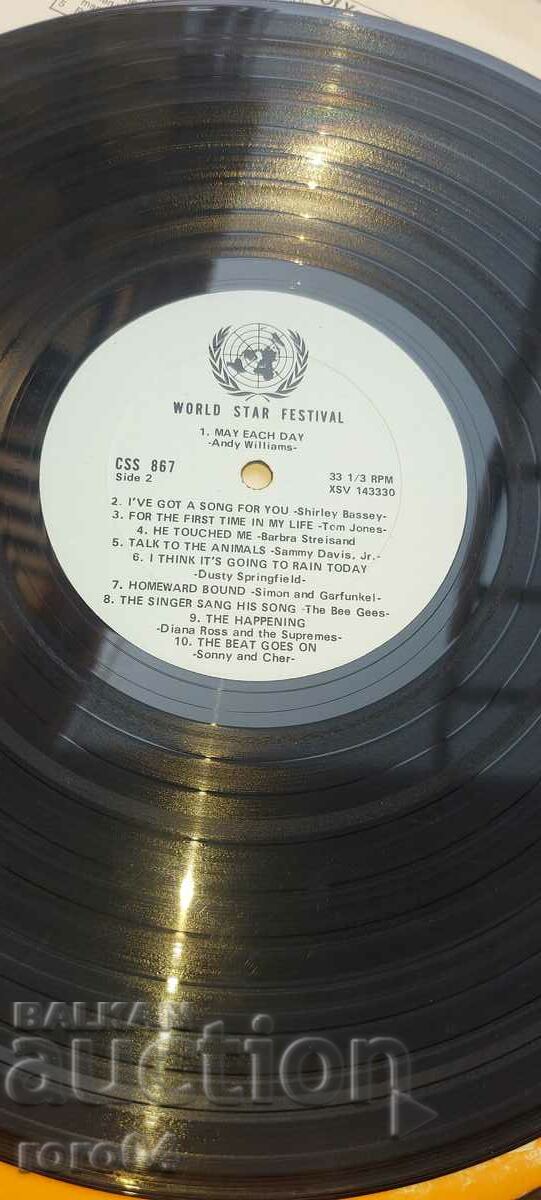 WORLD STAR FESTIVAL
1. MAY EACH DAY
-Andy Williams-
CSS 867
Side 2
33 1/3 RPM
XSV 143330
2. I'VE GOT A SONG FOR YOU -Shirley Bassey-
3. FOR THE FIRST TIME IN MY LIFE -Tom Jones-
4. HE TOUCHED ME -Barbra Streisand
5. TALK TO THE ANIMALS -Sammy Davis, Jr.-
6. I THINK IT'S GOING TO RAIN TODAY
-Dusty Springfield-
7. HOMEWARD BOUND -Simon and Garfunkel-
8. THE SINGER SANG HIS SONG -The Bee Gees-
9. THE HAPPENING
-Diana Ross and the Supremes-
10. THE BEAT GOES ON
-Sonny and Cher-
BALKAN
auction
roro04